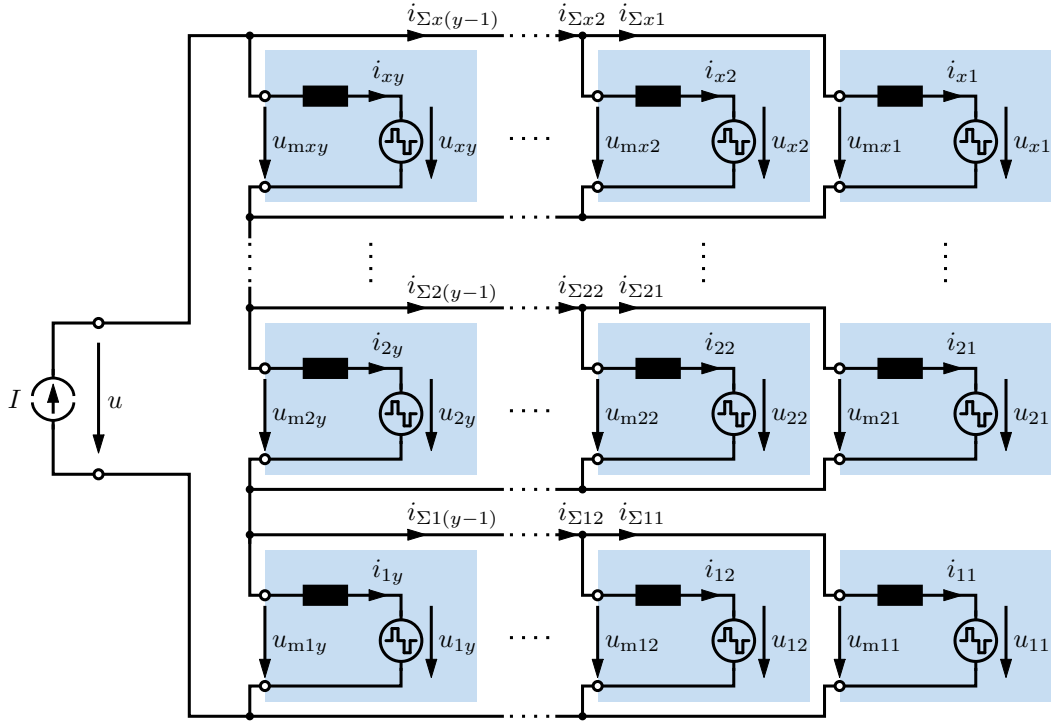 i_{Σx(y−1)} i_{Σx2} i_{Σx1}
i_{xy} i_{x2} i_{x1}
u_{mxy} u_{xy} u_{mx2} u_{x2} u_{mx1} u_{x1}
i_{Σ2(y−1)} i_{Σ22} i_{Σ21}
i_{2y} i_{22} i_{21}
I u u_{m2y} u_{2y} u_{m22} u_{22} u_{m21} u_{21}
i_{Σ1(y−1)} i_{Σ12} i_{Σ11}
i_{1y} i_{12} i_{11}
u_{m1y} u_{1y} u_{m12} u_{12} u_{m11} u_{11}